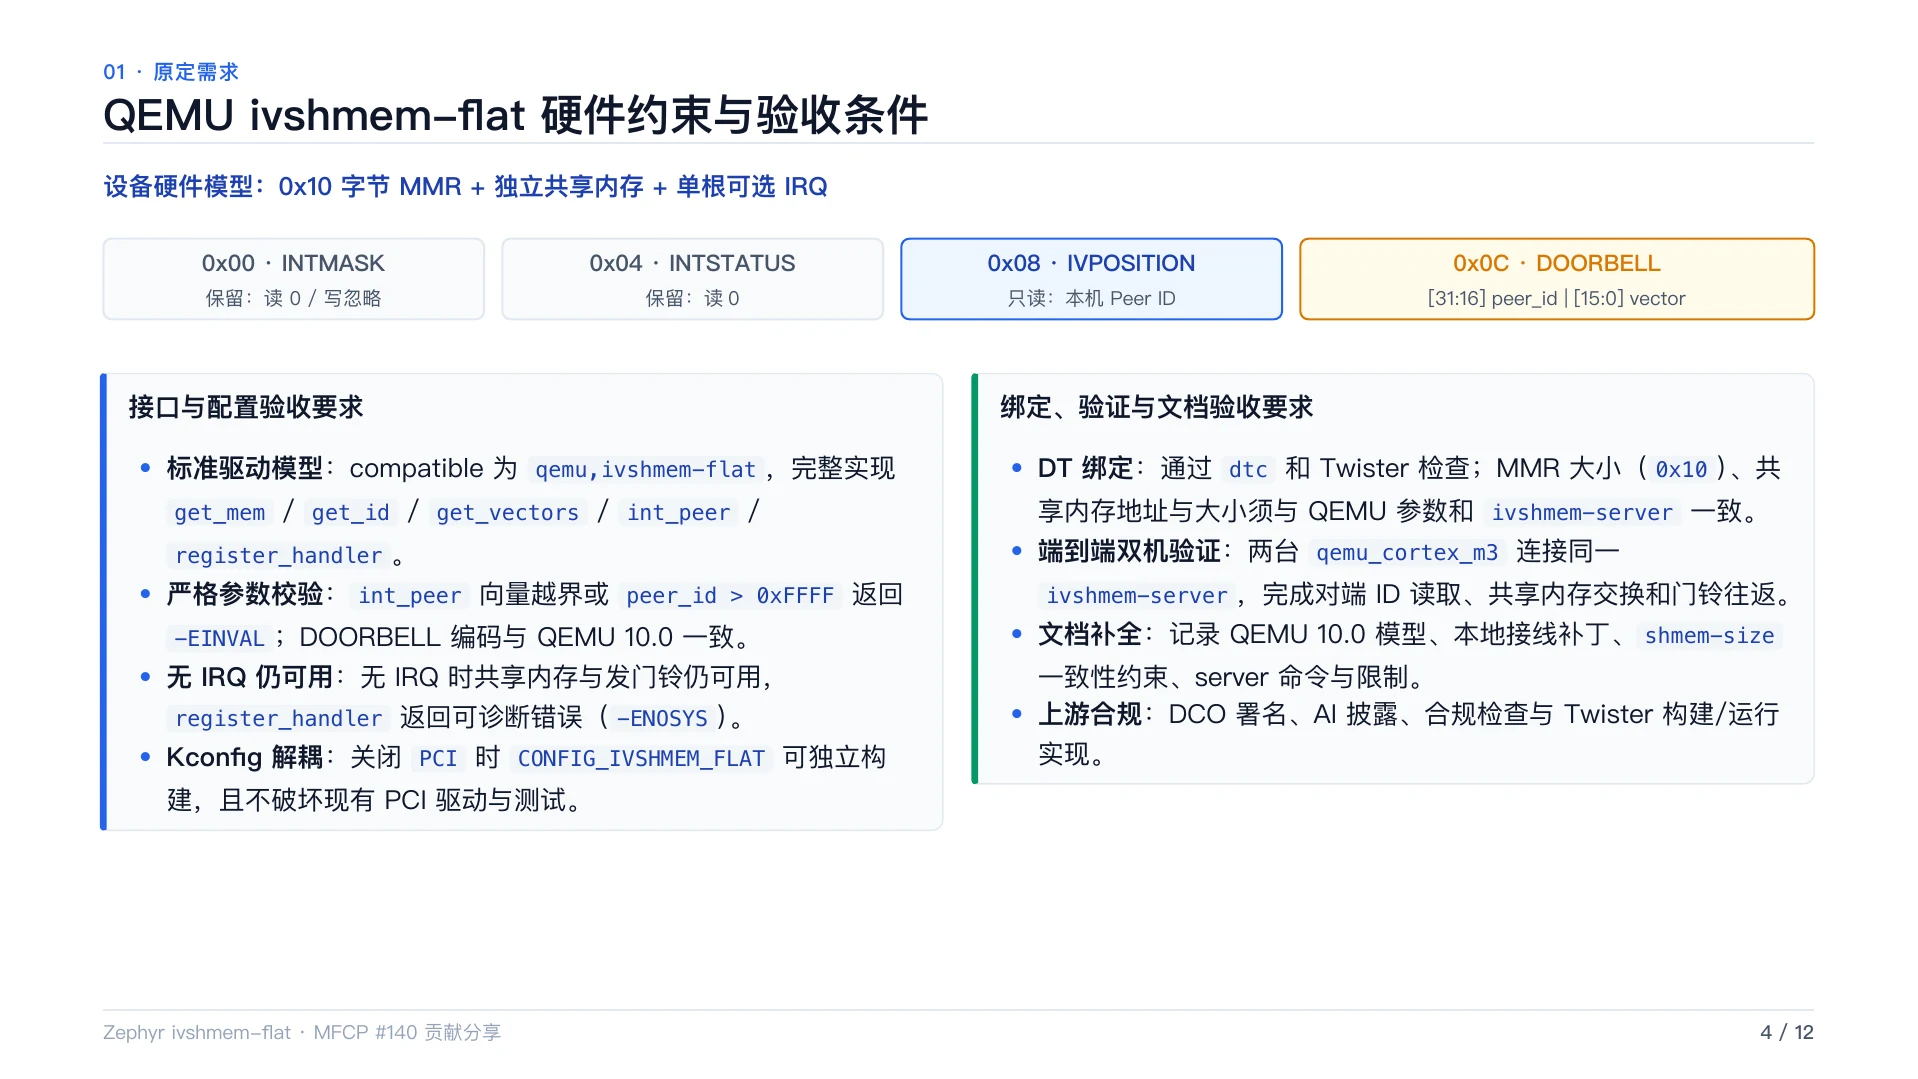 01 · 原定需求
QEMU ivshmem-flat 硬件约束与验收条件
设备硬件模型：0x10 字节 MMR + 独立共享内存 + 单根可选 IRQ
0x00 · INTMASK
保留：读 0 / 写忽略
0x04 · INTSTATUS
保留：读 0
0x08 · IVPOSITION
只读：本机 Peer ID
0x0C · DOORBELL
[31:16] peer_id | [15:0] vector
接口与配置验收要求
• 标准驱动模型：compatible 为 qemu,ivshmem-flat，完整实现
get_mem / get_id / get_vectors / int_peer /
register_handler。
• 严格参数校验：int_peer 向量越界或 peer_id > 0xFFFF 返回
-EINVAL；DOORBELL 编码与 QEMU 10.0 一致。
• 无 IRQ 仍可用：无 IRQ 时共享内存与发门铃仍可用，
register_handler 返回可诊断错误（-ENOSYS）。
• Kconfig 解耦：关闭 PCI 时 CONFIG_IVSHMEM_FLAT 可独立构
建，且不破坏现有 PCI 驱动与测试。
绑定、验证与文档验收要求
• DT 绑定：通过 dtc 和 Twister 检查；MMR 大小（0x10）、共
享内存地址与大小须与 QEMU 参数和 ivshmem-server 一致。
• 端到端双机验证：两台 qemu_cortex_m3 连接同一
ivshmem-server，完成对端 ID 读取、共享内存交换和门铃往返。
• 文档补全：记录 QEMU 10.0 模型、本地接线补丁、shmem-size
一致性约束、server 命令与限制。
• 上游合规：DCO 署名、AI 披露、合规检查与 Twister 构建/运行
实现。
Zephyr ivshmem-flat · MFCP #140 贡献分享
4 / 12